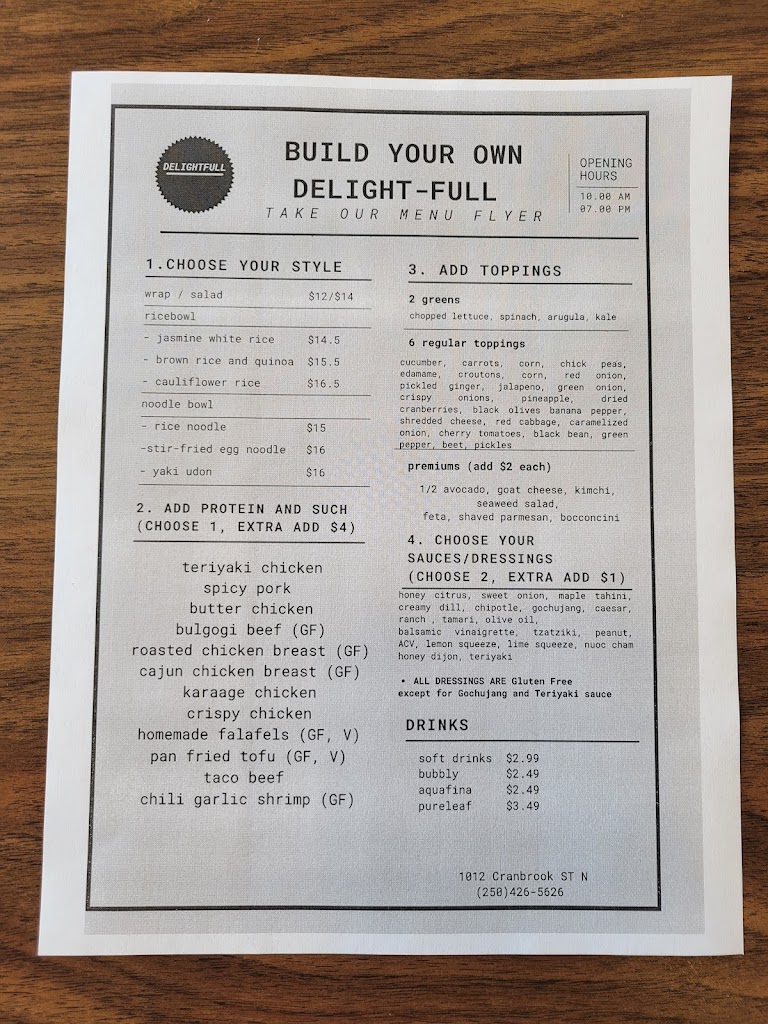 DELIGHTFULL
BUILD YOUR OWN
DELIGHT-FULL
TAKE OUR MENU FLYER
OPENING
HOURS
10.00 AM
07.00 PM
1.CHOOSE YOUR STYLE
wrap / salad $12/$14
ricebowl
- jasmine white rice $14.5
- brown rice and quinoa $15.5
- cauliflower rice $16.5
noodle bowl
- rice noodle $15
-stir-fried egg noodle $16
- yaki udon $16
2. ADD PROTEIN AND SUCH
(CHOOSE 1, EXTRA ADD $4)
teriyaki chicken
spicy pork
butter chicken
bulgogi beef (GF)
roasted chicken breast (GF)
cajun chicken breast (GF)
karaage chicken
crispy chicken
homemade falafels (GF, V)
pan fried tofu (GF, V)
taco beef
chili garlic shrimp (GF)
3. ADD TOPPINGS
2 greens
chopped lettuce, spinach, arugula, kale
6 regular toppings
cucumber, carrots, corn, chick peas,
edamame, croutons, corn, red onion,
pickled ginger, jalapeno, green onion,
crispy onions, pineapple, dried
cranberries, black olives banana pepper,
shredded cheese, red cabbage, caramelized
onion, cherry tomatoes, black bean, green
pepper, beet, pickles
premiums (add $2 each)
1/2 avocado, goat cheese, kimchi,
seaweed salad,
feta, shaved parmesan, bocconcini
4. CHOOSE YOUR
SAUCES/DRESSINGS
(CHOOSE 2, EXTRA ADD $1)
honey citrus, sweet onion, maple tahini,
creamy dill, chipotle, gochujang, caesar,
ranch , tamari, olive oil,
balsamic vinaigrette, tzatziki, peanut,
ACV, lemon squeeze, lime squeeze, nuoc cham
honey dijon, teriyaki
• ALL DRESSINGS ARE Gluten Free
except for Gochujang and Teriyaki sauce
DRINKS
soft drinks $2.99
bubbly $2.49
aquafina $2.49
pureleaf $3.49
1012 Cranbrook ST N
(250)426-5626